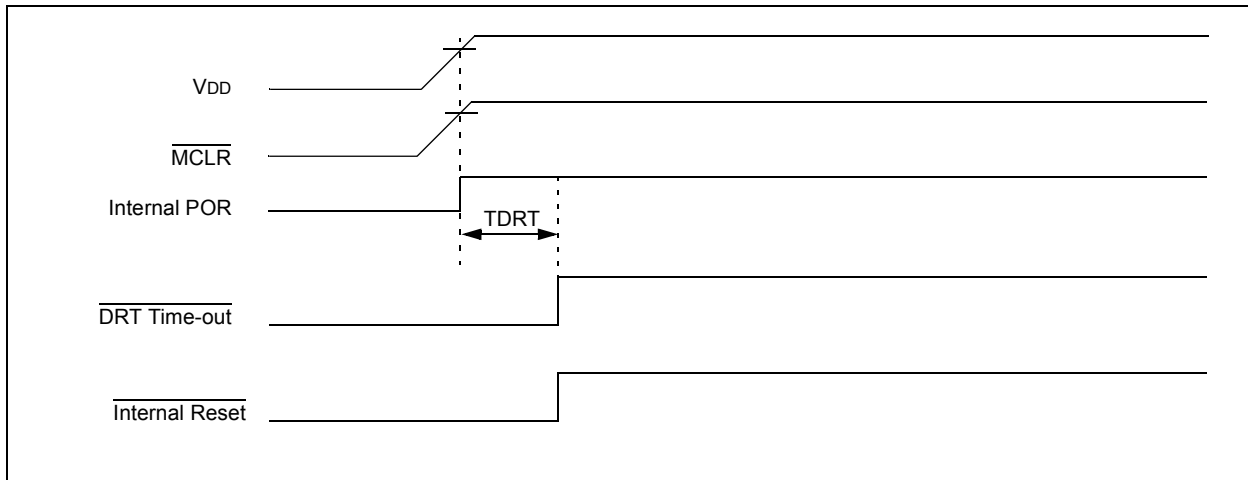 VDD
MCLR
Internal POR
TDRT
DRT Time-out
Internal Reset